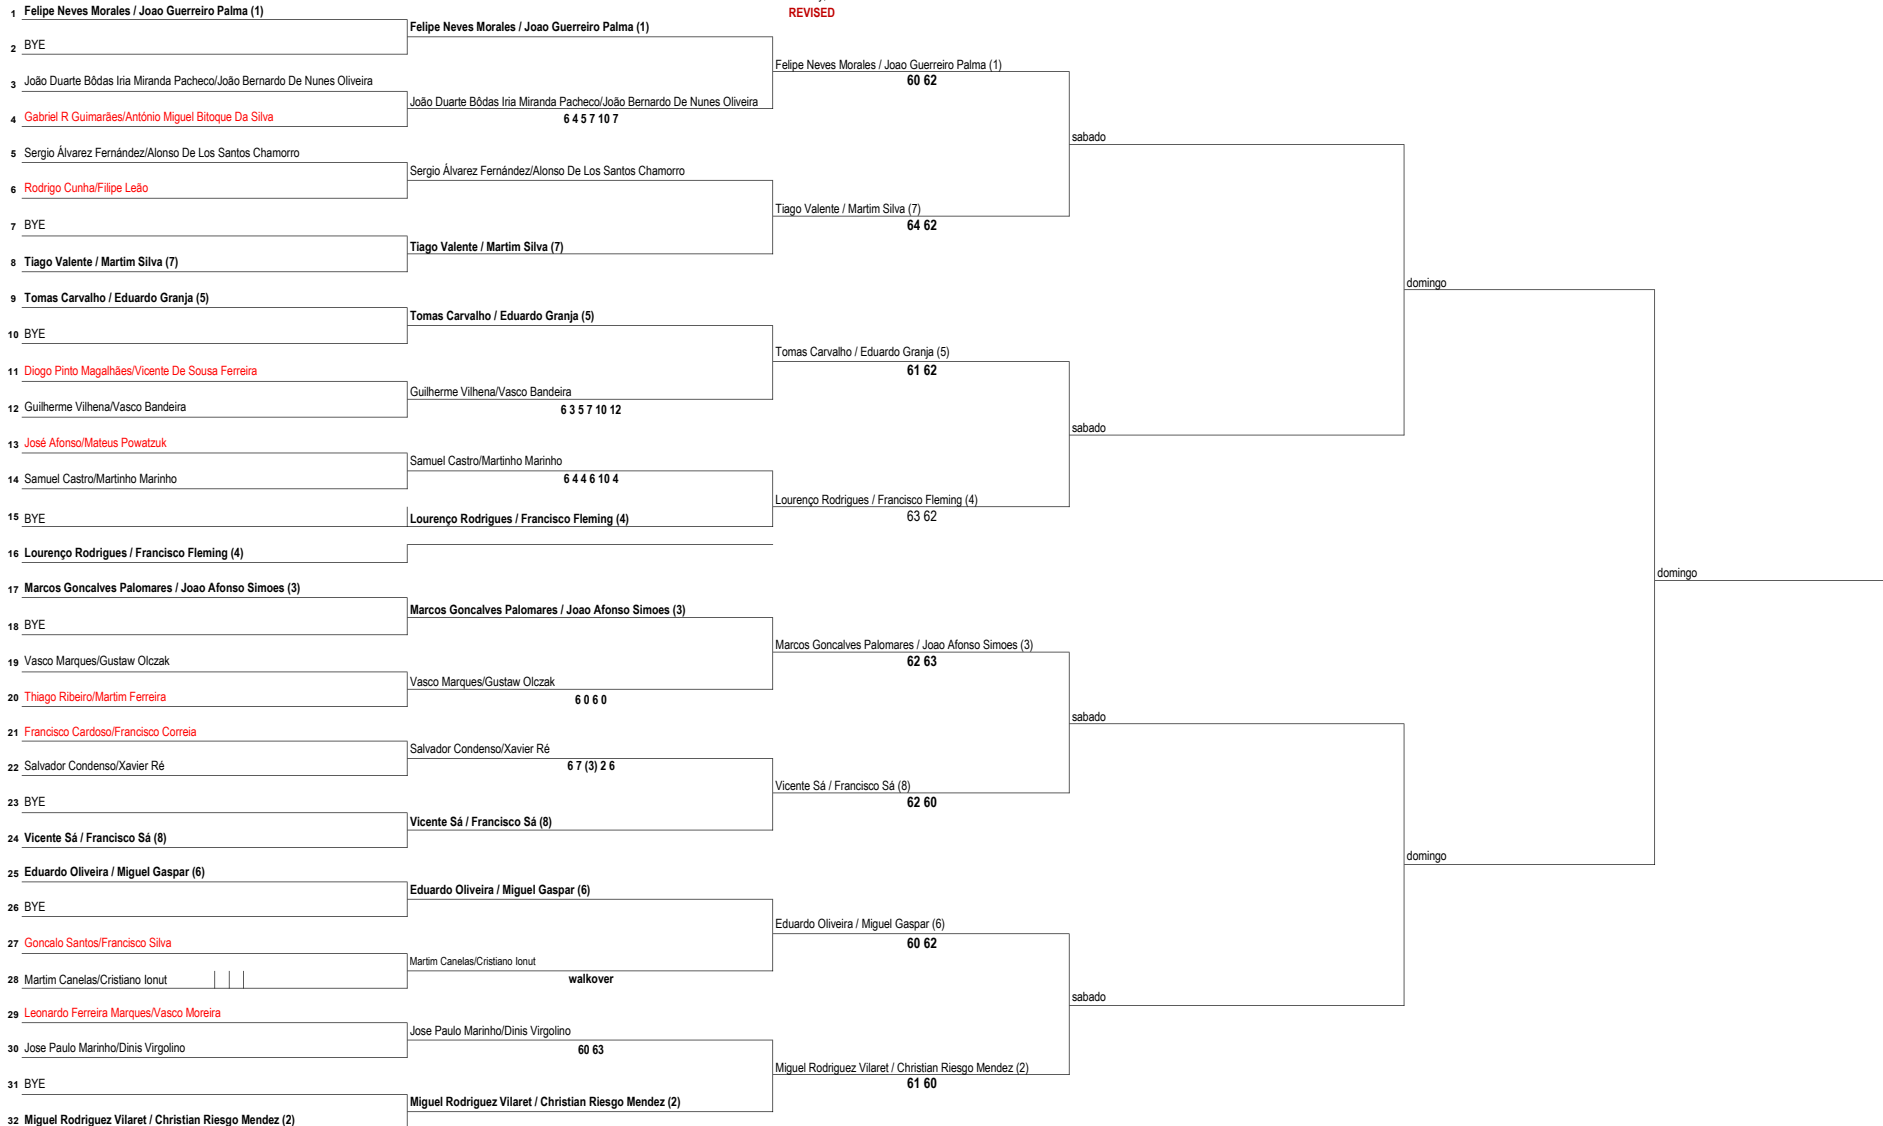 REVISED
1 Felipe Neves Morales / Joao Guerreiro Palma (1)
2 BYE
3 João Duarte Bôdas Iria Miranda Pacheco/João Bernardo De Nunes Oliveira
4 Gabriel R Guimarães/António Miguel Bitoque Da Silva
5 Sergio Álvarez Fernández/Alonso De Los Santos Chamorro
6 Rodrigo Cunha/Filipe Leão
7 BYE
8 Tiago Valente / Martim Silva (7)
9 Tomas Carvalho / Eduardo Granja (5)
10 BYE
11 Diogo Pinto Magalhães/Vicente De Sousa Ferreira
12 Guilherme Vilhena/Vasco Bandeira
13 José Afonso/Mateus Powatzuk
14 Samuel Castro/Martinho Marinho
15 BYE
16 Lourenço Rodrigues / Francisco Fleming (4)
17 Marcos Goncalves Palomares / Joao Afonso Simoes (3)
18 BYE
19 Vasco Marques/Gustaw Olczak
20 Thiago Ribeiro/Martim Ferreira
21 Francisco Cardoso/Francisco Correia
22 Salvador Condenso/Xavier Ré
23 BYE
24 Vicente Sá / Francisco Sá (8)
25 Eduardo Oliveira / Miguel Gaspar (6)
26 BYE
27 Goncalo Santos/Francisco Silva
28 Martim Canelas/Cristiano Ionut
29 Leonardo Ferreira Marques/Vasco Moreira
30 Jose Paulo Marinho/Dinis Virgolino
31 BYE
32 Miguel Rodriguez Vilaret / Christian Riesgo Mendez (2)
Felipe Neves Morales / Joao Guerreiro Palma (1)
João Duarte Bôdas Iria Miranda Pacheco/João Bernardo De Nunes Oliveira
6 4 5 7 10 7
Sergio Álvarez Fernández/Alonso De Los Santos Chamorro
Tiago Valente / Martim Silva (7)
Tomas Carvalho / Eduardo Granja (5)
Guilherme Vilhena/Vasco Bandeira
6 3 5 7 10 12
Samuel Castro/Martinho Marinho
6 4 4 6 10 4
Lourenço Rodrigues / Francisco Fleming (4)
Marcos Goncalves Palomares / Joao Afonso Simoes (3)
Vasco Marques/Gustaw Olczak
6 0 6 0
Salvador Condenso/Xavier Ré
6 7 (3) 2 6
Vicente Sá / Francisco Sá (8)
Eduardo Oliveira / Miguel Gaspar (6)
Martim Canelas/Cristiano Ionut
walkover
Jose Paulo Marinho/Dinis Virgolino
60 63
Miguel Rodriguez Vilaret / Christian Riesgo Mendez (2)
Felipe Neves Morales / Joao Guerreiro Palma (1)
60 62
Tiago Valente / Martim Silva (7)
64 62
Tomas Carvalho / Eduardo Granja (5)
61 62
Lourenço Rodrigues / Francisco Fleming (4)
63 62
Marcos Goncalves Palomares / Joao Afonso Simoes (3)
62 63
Vicente Sá / Francisco Sá (8)
62 60
Eduardo Oliveira / Miguel Gaspar (6)
60 62
Miguel Rodriguez Vilaret / Christian Riesgo Mendez (2)
61 60
sabado
sabado
sabado
sabado
domingo
domingo
domingo